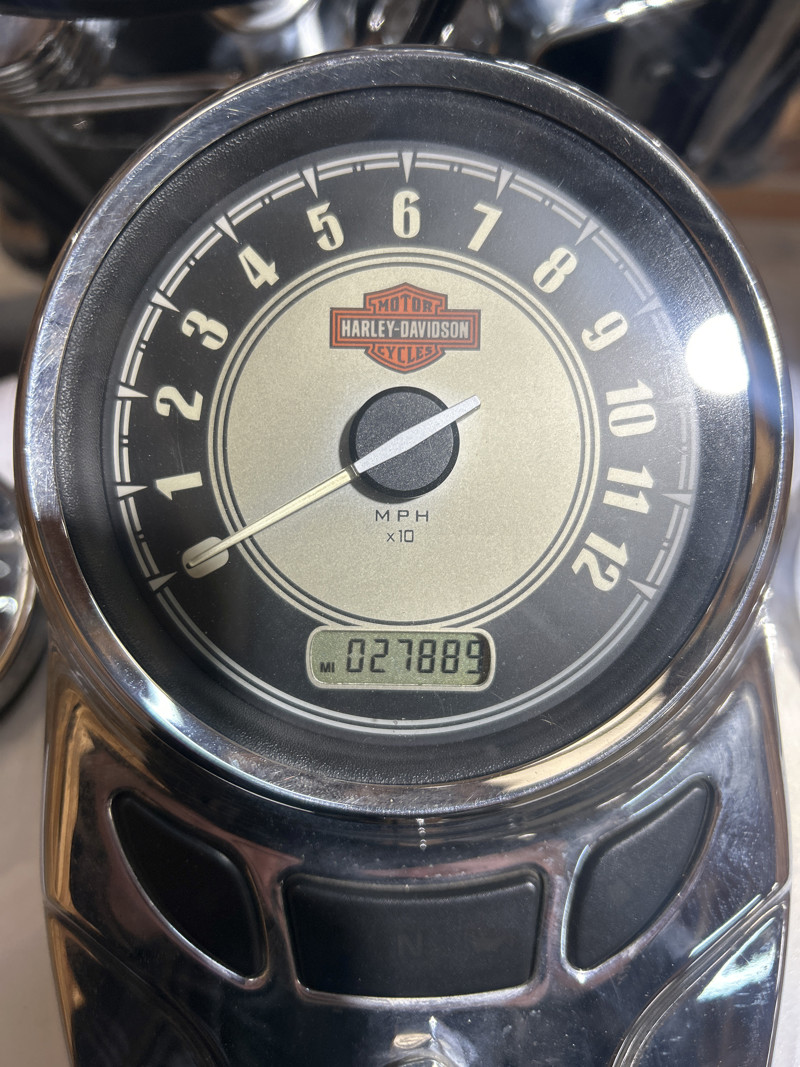 0 1 2 3 4 5 6 7 8 9 10 11 12
MOTOR
HARLEY-DAVIDSON
CYCLES
MPH
x10
MI 027889
N